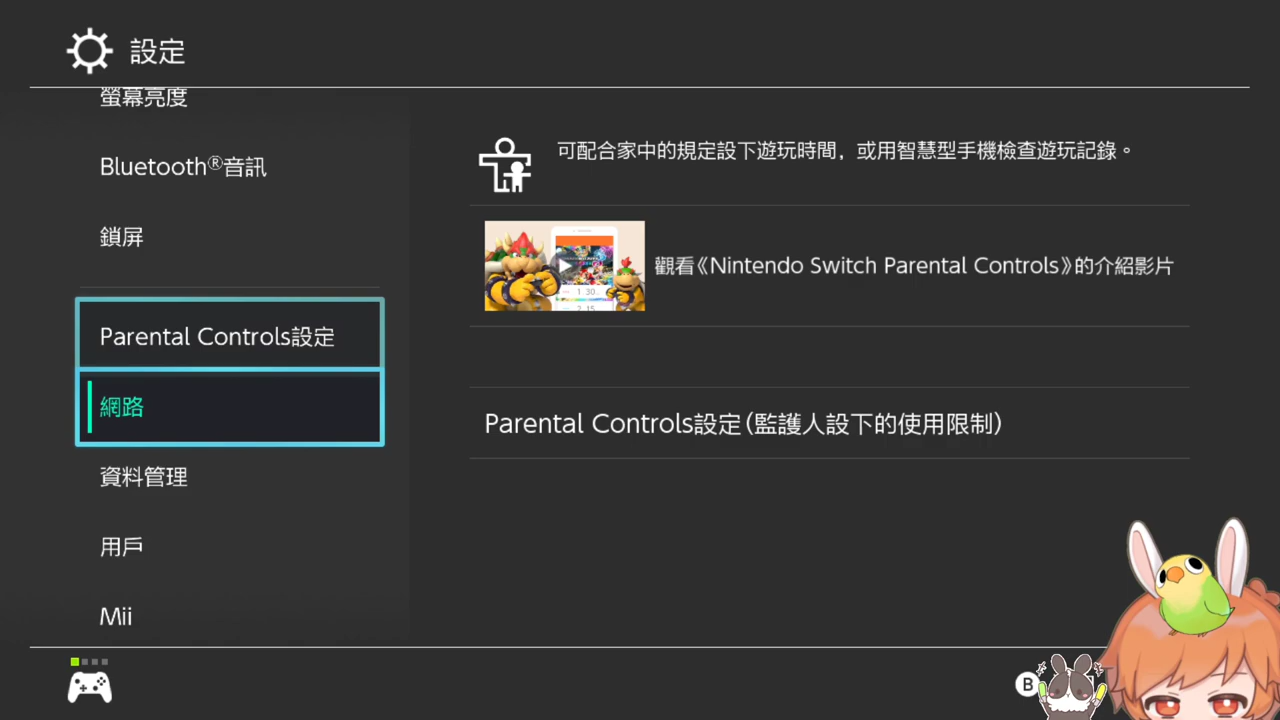 設定
螢幕亮度
Bluetooth®音訊
鎖屏
Parental Controls設定
網路
資料管理
用戶
Mii
可配合家中的規定設下遊玩時間，或用智慧型手機檢查遊玩記錄。
1 30
2 15
觀看《Nintendo Switch Parental Controls》的介紹影片
Parental Controls設定（監護人設下的使用限制）
B